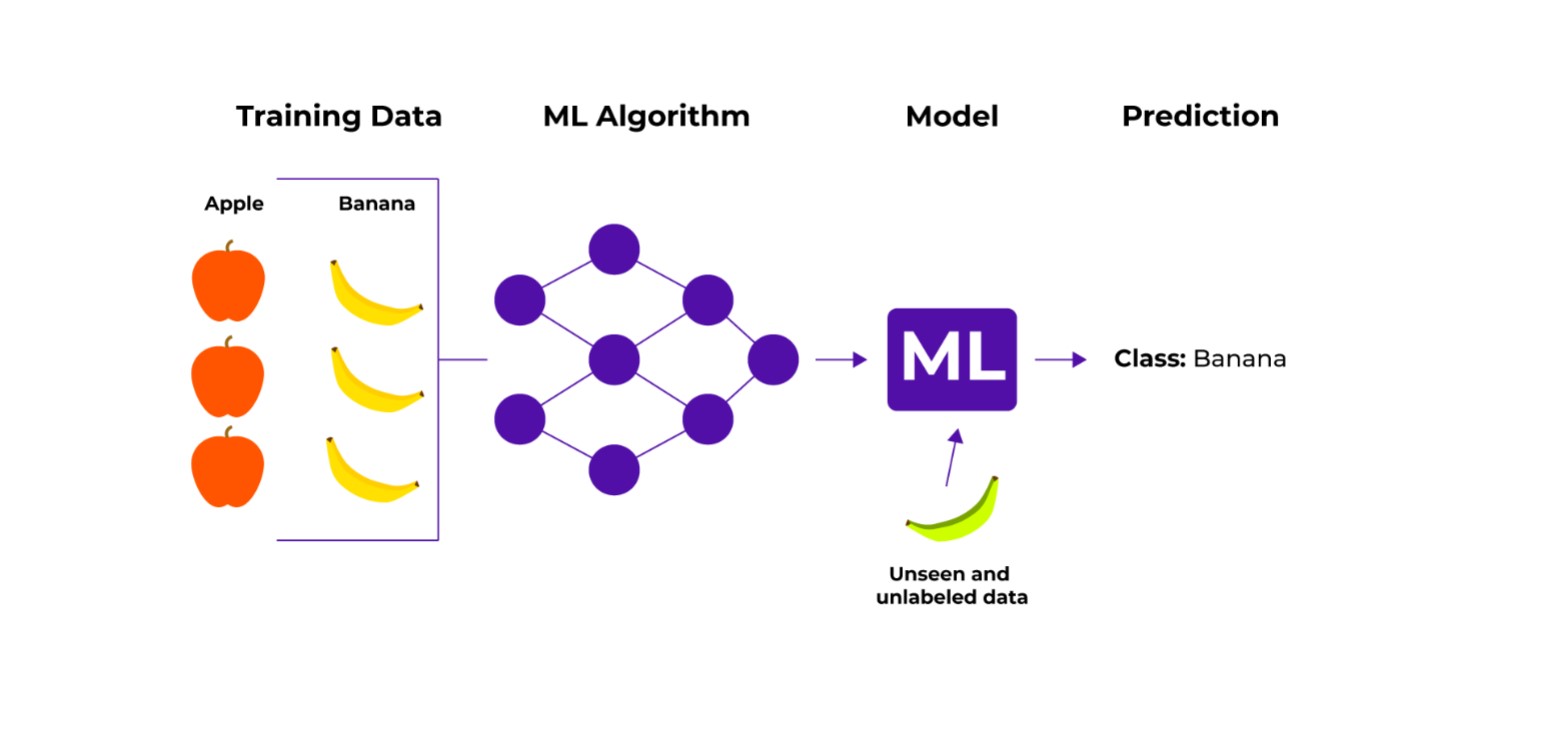 Training Data
ML Algorithm
Model
Prediction
Apple
Banana
ML
Class: Banana
Unseen and
unlabeled data